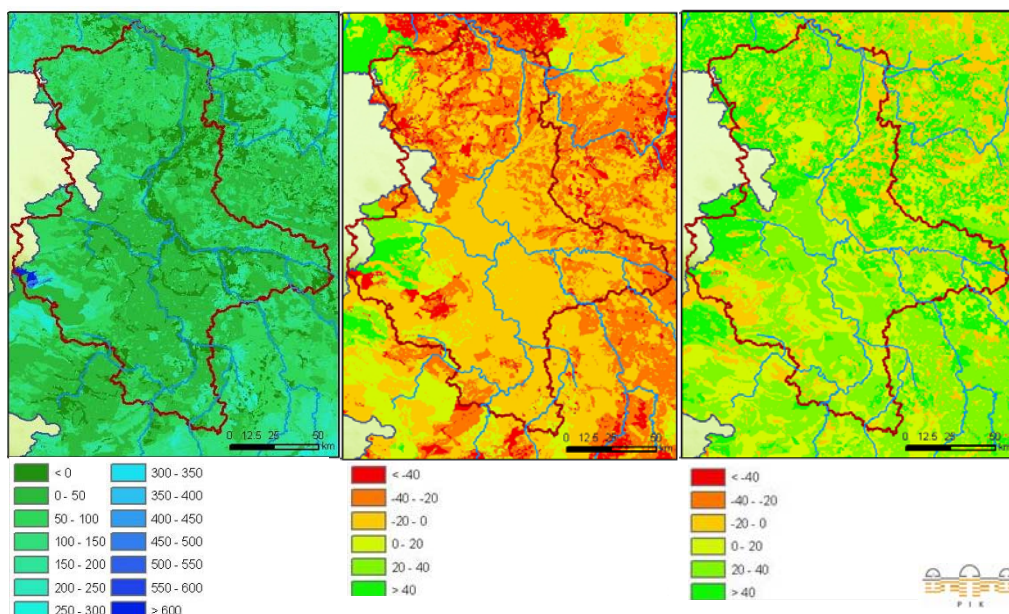 0 12.5 25 50
km
0 12.5 25 50
km
0 12.5 25 50
km
< 0
0 - 50
50 - 100
100 - 150
150 - 200
200 - 250
250 - 300
300 - 350
350 - 400
400 - 450
450 - 500
500 - 550
550 - 600
> 600
< -40
-40 - -20
-20 - 0
0 - 20
20 - 40
> 40
< -40
-40 - -20
-20 - 0
0 - 20
20 - 40
> 40
P I K